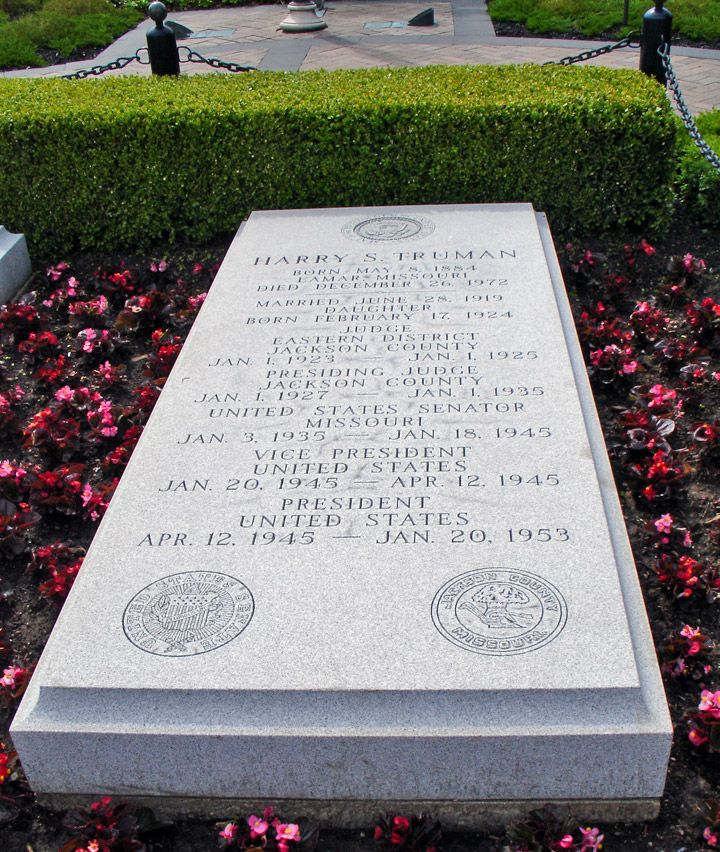 HARRY S. TRUMAN
BORN MAY 8, 1884
LAMAR, MISSOURI
DIED DECEMBER 26, 1972
MARRIED JUNE 28, 1919
DAUGHTER
BORN FEBRUARY 17, 1924
JUDGE
EASTERN DISTRICT
JACKSON COUNTY
JAN. 1, 1923 — JAN. 1, 1925
PRESIDING JUDGE
JACKSON COUNTY
JAN. 1, 1927 — JAN. 1, 1935
UNITED STATES SENATOR
MISSOURI
JAN. 3, 1935 — JAN. 18, 1945
VICE PRESIDENT
UNITED STATES
JAN. 20, 1945 — APR. 12, 1945
PRESIDENT
UNITED STATES
APR. 12, 1945 — JAN. 20, 1953
UNITED STATES SENATE
JACKSON COUNTY
MISSOURI